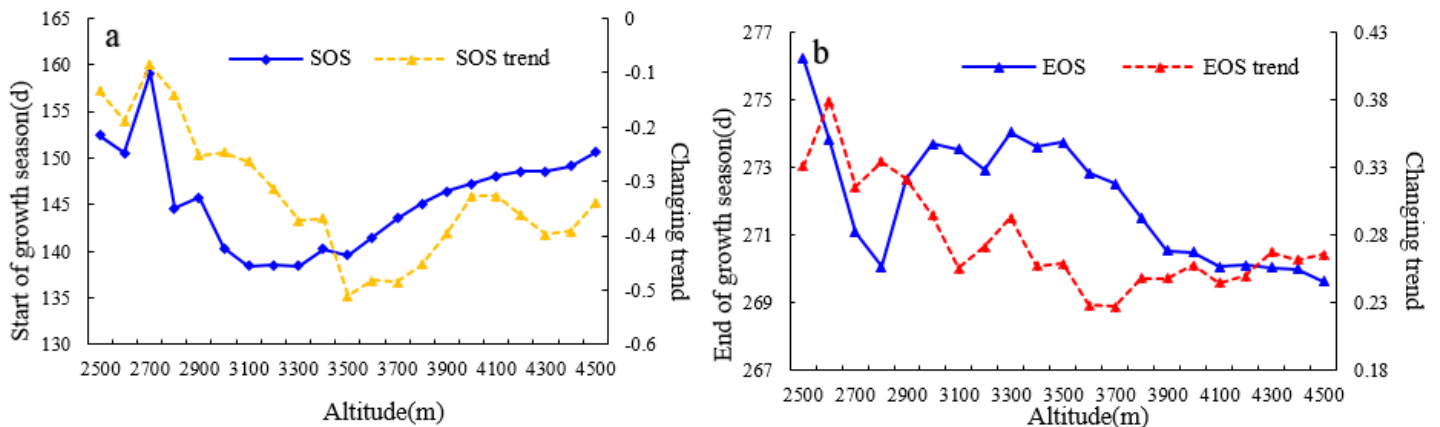 a
SOS
SOS trend
Start of growth season(d)
165
160
155
150
145
140
135
130
0
-0.1
-0.2
-0.3
-0.4
-0.5
-0.6
Changing trend
2500 2700 2900 3100 3300 3500 3700 3900 4100 4300 4500
Altitude(m)
b
EOS
EOS trend
End of growth season(d)
277
275
273
271
269
267
0.43
0.38
0.33
0.28
0.23
0.18
Changing trend
2500 2700 2900 3100 3300 3500 3700 3900 4100 4300 4500
Altitude(m)